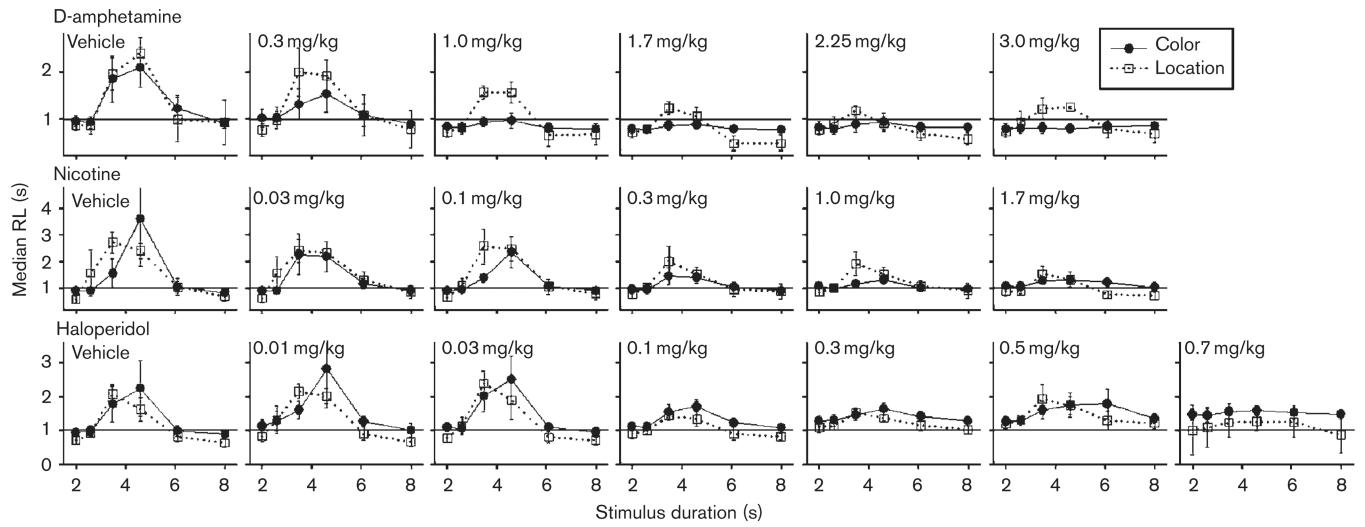 D-amphetamine
Vehicle
0.3 mg/kg
1.0 mg/kg
1.7 mg/kg
2.25 mg/kg
3.0 mg/kg
Color
Location
2
1
Nicotine
Vehicle
0.03 mg/kg
0.1 mg/kg
0.3 mg/kg
1.0 mg/kg
1.7 mg/kg
4
3
2
1
Median RL (s)
Haloperidol
Vehicle
0.01 mg/kg
0.03 mg/kg
0.1 mg/kg
0.3 mg/kg
0.5 mg/kg
0.7 mg/kg
3
2
1
0
2 4 6 8 2 4 6 8 2 4 6 8 2 4 6 8 2 4 6 8 2 4 6 8 2 4 6 8
Stimulus duration (s)